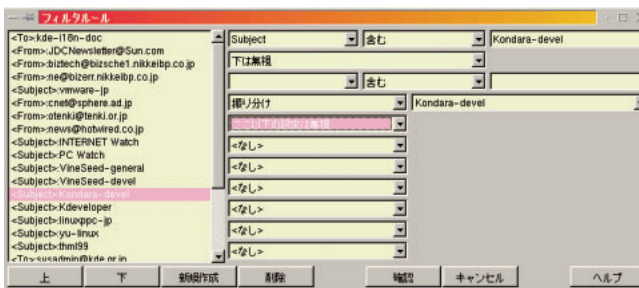 フィルタルール
<To>:kde-i18n-doc
<From>:JDCNewsletter@Sun.com
<From>:biztech@bizsche1.nikkeibp.co.jp
<From>:ne@bizerr.nikkeibp.co.jp
<Subject>:vmware-jp
<From>:cnet@sphere.ad.jp
<From>:otenki@tenki.or.jp
<From>:news@hotwired.co.jp
<Subject>:INTERNET Watch
<Subject>:PC Watch
<Subject>:VineSeed-general
<Subject>:VineSeed-devel
<Subject>:Kondara-devel
<Subject>:Kdeveloper
<Subject>:linuxppc-jp
<Subject>:yu-linux
<Subject>:thml99
<To>:susadmin@kde.gr.jp
Subject 含む Kondara-devel
下は無視
含む
振り分け Kondara-devel
ここ以下の設定は無視
<なし>
<なし>
<なし>
<なし>
<なし>
<なし>
上 下 新規作成 削除 確認 キャンセル ヘルプ